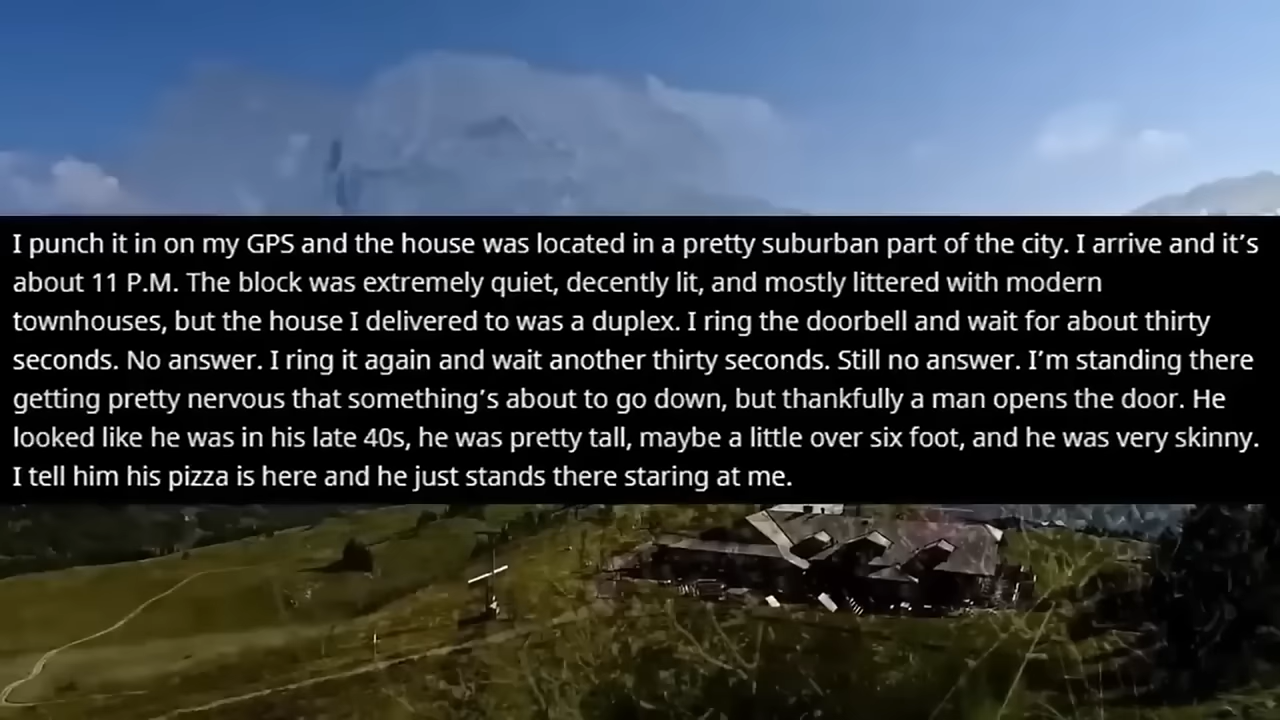 I punch it in on my GPS and the house was located in a pretty suburban part of the city. I arrive and it’s
about 11 P.M. The block was extremely quiet, decently lit, and mostly littered with modern
townhouses, but the house I delivered to was a duplex. I ring the doorbell and wait for about thirty
seconds. No answer. I ring it again and wait another thirty seconds. Still no answer. I’m standing there
getting pretty nervous that something’s about to go down, but thankfully a man opens the door. He
looked like he was in his late 40s, he was pretty tall, maybe a little over six foot, and he was very skinny.
I tell him his pizza is here and he just stands there staring at me.